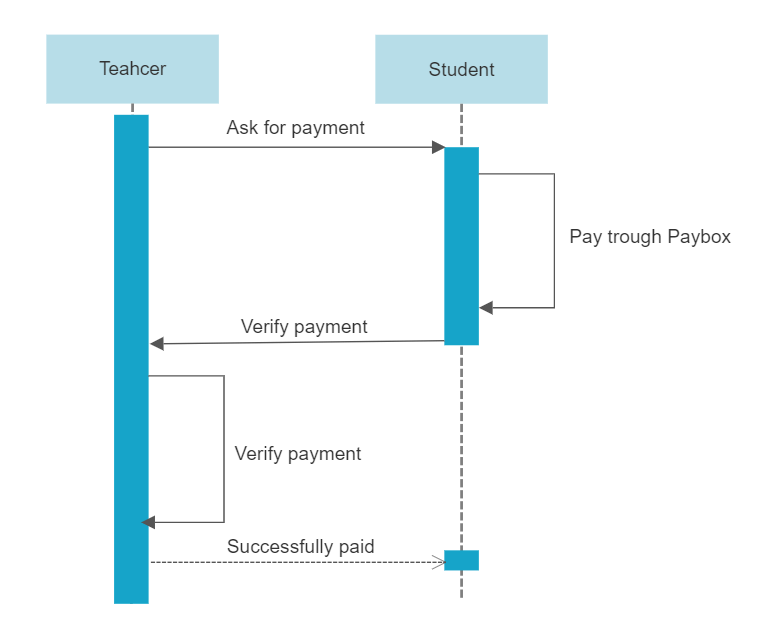 Teahcer
Student
Ask for payment
Pay trough Paybox
Verify payment
Verify payment
Successfully paid